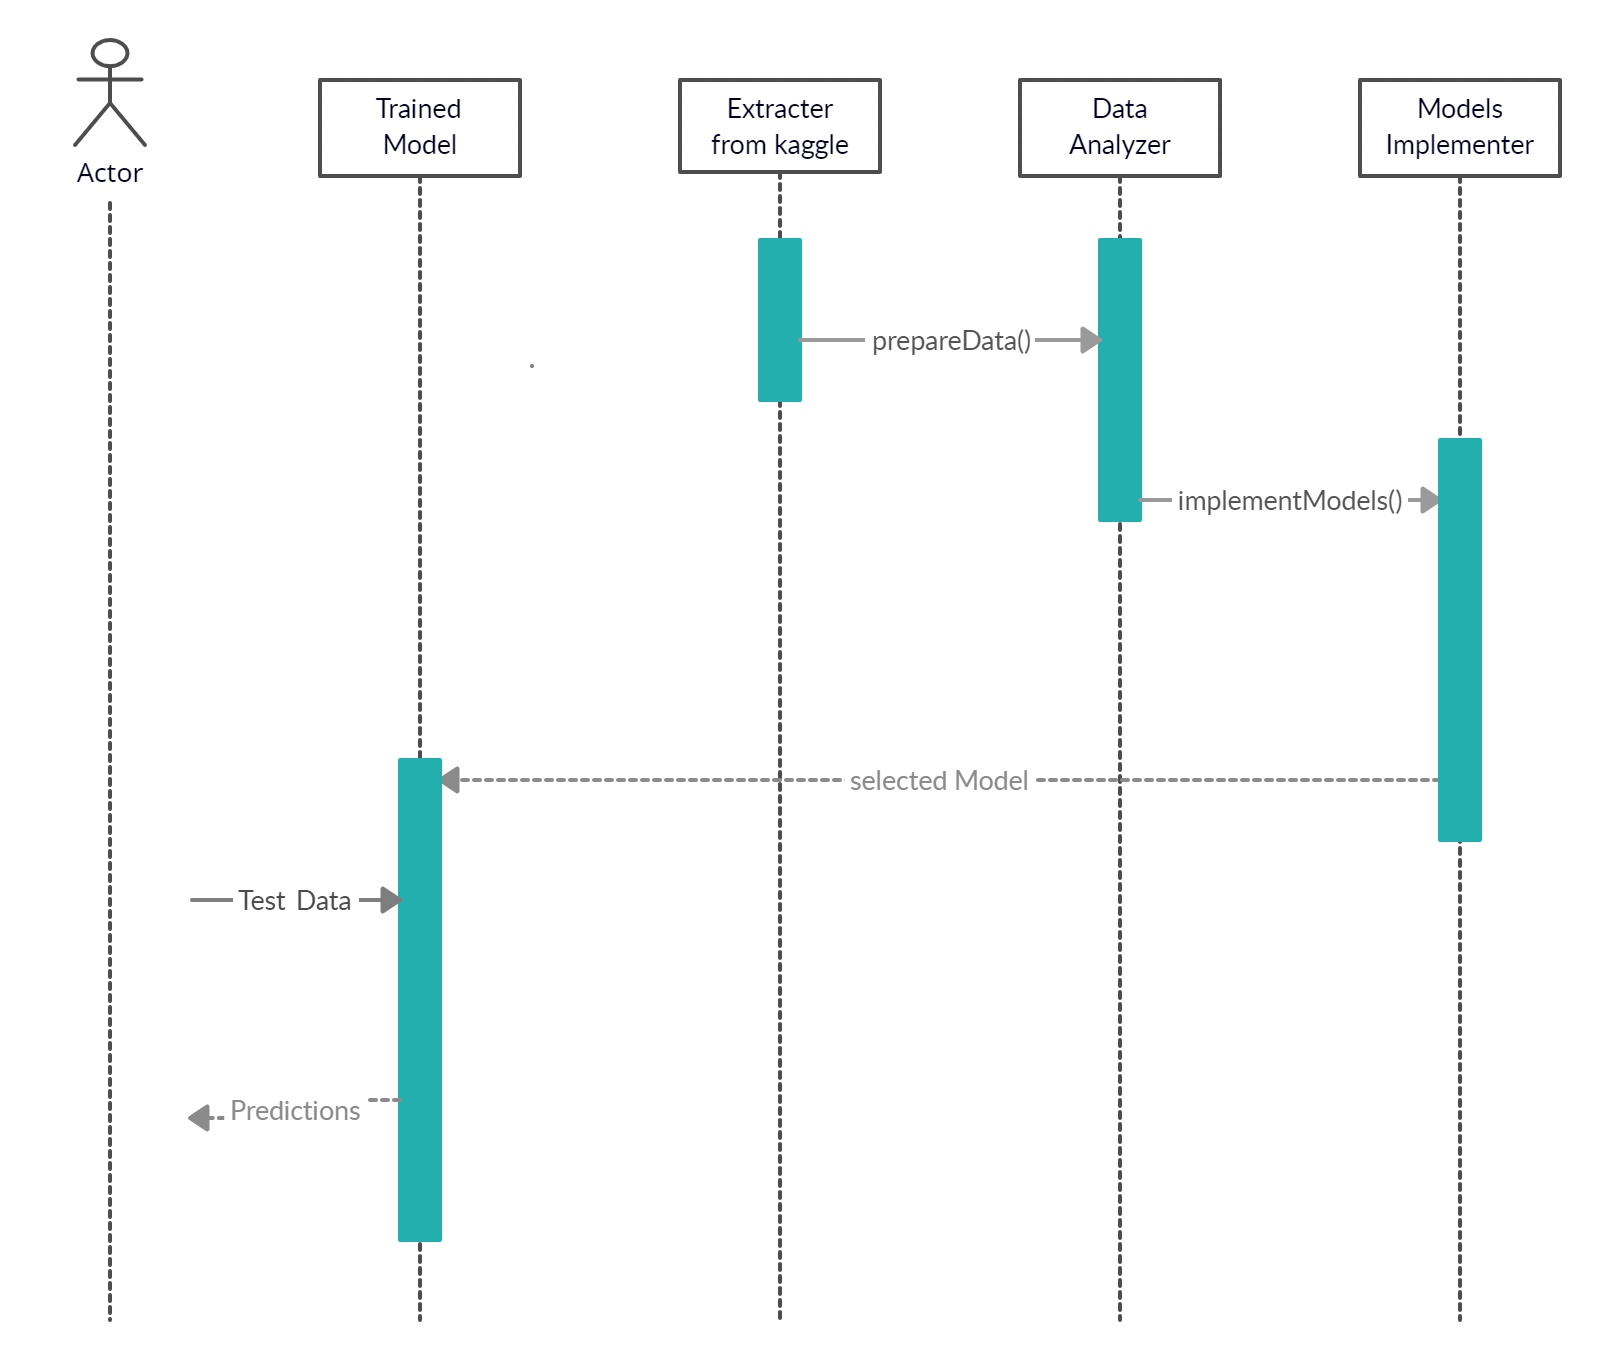 Actor
Trained
Model
Extracter
from kaggle
Data
Analyzer
Models
Implementer
prepareData()
implementModels()
selected Model
Test Data
Predictions